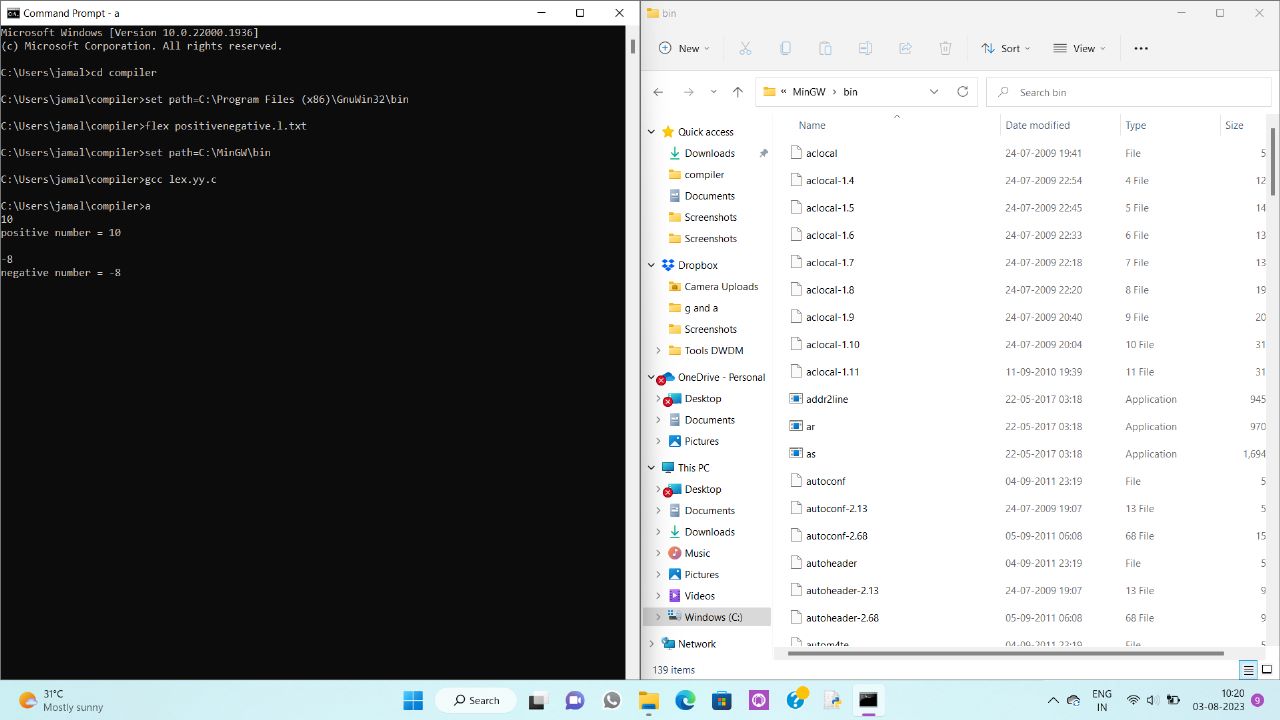 Command Prompt - a
Microsoft Windows [Version 10.0.22000.1936]
(c) Microsoft Corporation. All rights reserved.
C:\Users\jamal>cd compiler
C:\Users\jamal\compiler>set path=C:\Program Files (x86)\GnuWin32\bin
C:\Users\jamal\compiler>flex positivenegative.l.txt
C:\Users\jamal\compiler>set path=C:\MinGW\bin
C:\Users\jamal\compiler>gcc lex.yy.c
C:\Users\jamal\compiler>a
10
positive number = 10
-8
negative number = -8
bin
New
Sort
View
« MinGW > bin
Search bin
Quick access
Downloads
compiler
Documents
Screenshots
Screenshots
Dropbox
Camera Uploads
g and a
Screenshots
Tools DWDM
OneDrive - Personal
Desktop
Documents
Pictures
This PC
Desktop
Documents
Downloads
Music
Pictures
Videos
Windows (C:)
Network
Name Date modified Type Size
aclocal 24-07-2009 19:41 File 5
aclocal-1.4 24-07-2009 22:54 4 File 12
aclocal-1.5 24-07-2009 22:45 5 File 14
aclocal-1.6 24-07-2009 22:33 6 File 13
aclocal-1.7 24-07-2009 22:18 7 File 13
aclocal-1.8 24-07-2009 22:20 8 File 19
aclocal-1.9 24-07-2009 20:40 9 File 20
aclocal-1.10 24-07-2009 20:04 10 File 31
aclocal-1.11 11-09-2010 19:39 11 File 31
addr2line 22-05-2017 03:18 Application 945
ar 22-05-2017 03:18 Application 970
as 22-05-2017 03:18 Application 1,694
autoconf 04-09-2011 23:19 File 5
autoconf-2.13 24-07-2009 19:07 13 File 5
autoconf-2.68 05-09-2011 06:08 68 File 15
autoheader 04-09-2011 23:19 File 5
autoheader-2.13 24-07-2009 19:07 13 File 9
autoheader-2.68 05-09-2011 06:08 68 File 9
autom4te 04-09-2011 23:19 File 5
139 items
31°C
Mostly sunny
Search
ENG
IN
10:20
03-08-2023
9